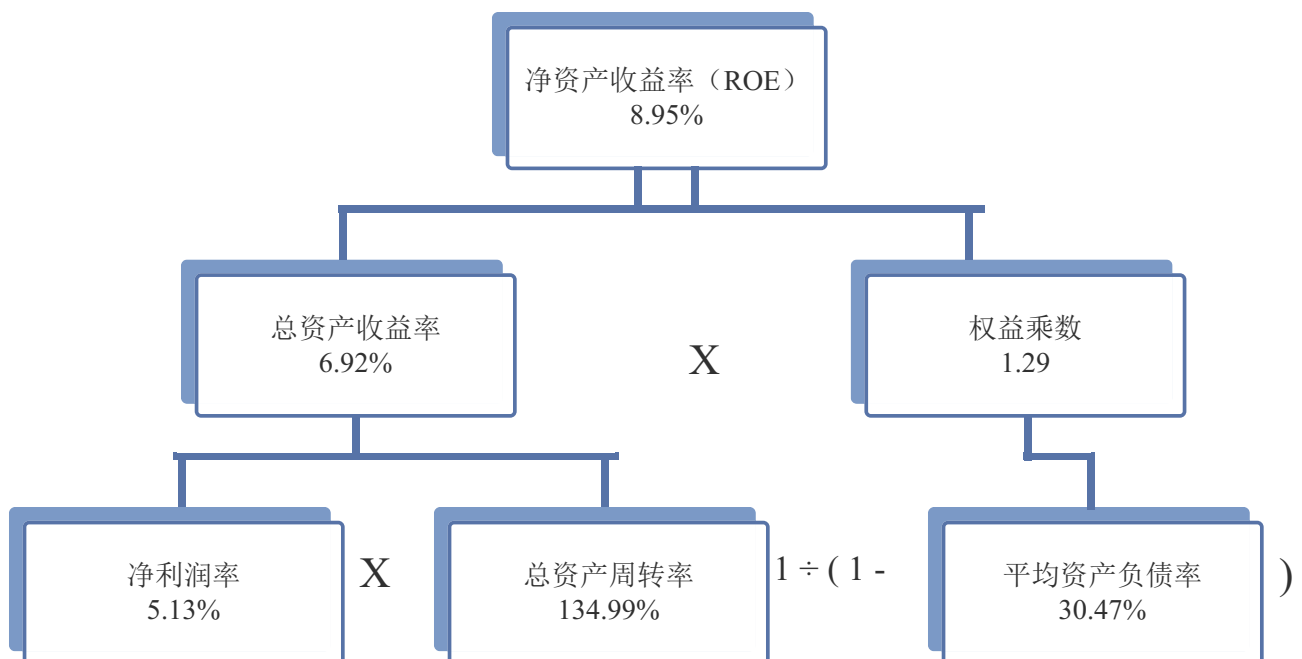 净资产收益率（ROE）
8.95%
总资产收益率
6.92%
X
权益乘数
1.29
净利润率
5.13%
X
总资产周转率
134.99%
1 ÷ ( 1 -
平均资产负债率
30.47%
)